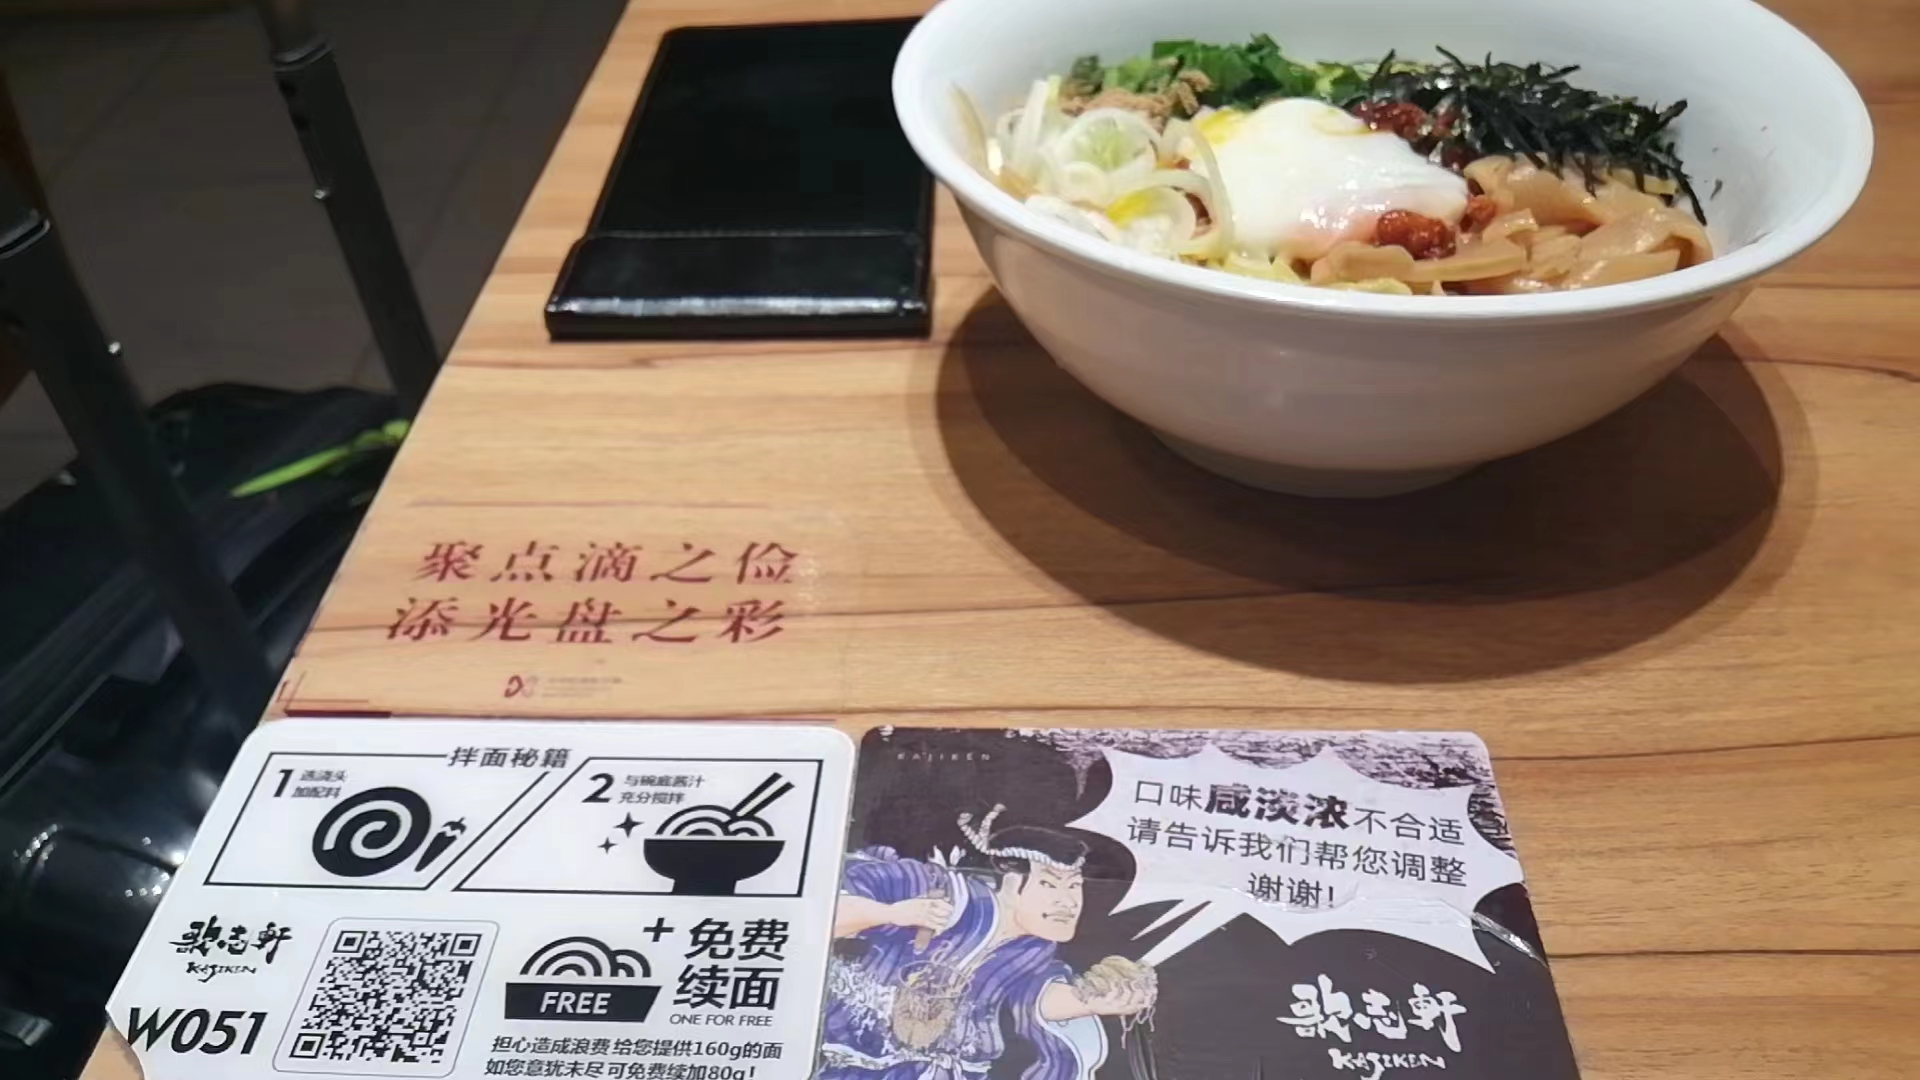 聚点滴之俭
添光盘之彩
拌面秘籍
1 选浇头
加配料
2 与碗底酱汁
充分搅拌
歌志軒
KAJIKEN
W051
FREE
+免费
续面
ONE FOR FREE
担心造成浪费 给您提供160g的面
如您意犹未尽 可免费续加80g!
KAJIKEN
口味咸淡浓不合适
请告诉我们帮您调整
谢谢!
歌志軒
KAJIKEN